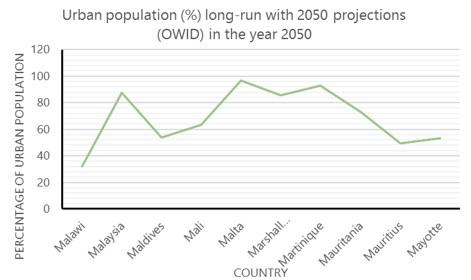 Urban population (%) long-run with 2050 projections
(OWID) in the year 2050
PERCENTAGE OF URBAN POPULATION
120
100
80
60
40
20
0
Malawi
Malaysia
Maldives
Mali
Malta
Marshall...
Martinique
Mauritania
Mauritius
Mayotte
COUNTRY